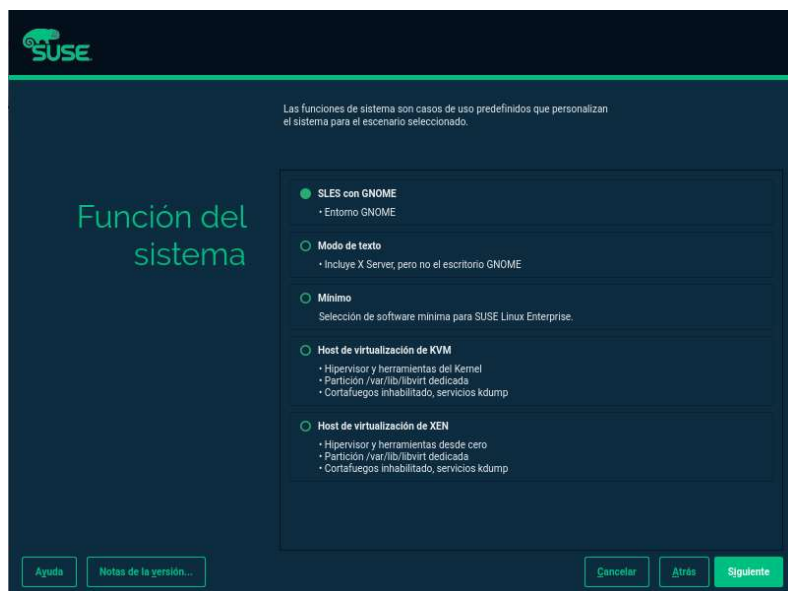 SUSE
Las funciones de sistema son casos de uso predefinidos que personalizan
el sistema para el escenario seleccionado.
Función del
sistema
SLES con GNOME
• Entorno GNOME
Modo de texto
• Incluye X Server, pero no el escritorio GNOME
Mínimo
Selección de software mínima para SUSE Linux Enterprise.
Host de virtualización de KVM
• Hipervisor y herramientas del Kernel
• Partición /var/lib/libvirt dedicada
• Cortafuegos inhabilitado, servicios kdump
Host de virtualización de XEN
• Hipervisor y herramientas desde cero
• Partición /var/lib/libvirt dedicada
• Cortafuegos inhabilitado, servicios kdump
Ayuda
Notas de la versión...
Cancelar
Atrás
Siguiente